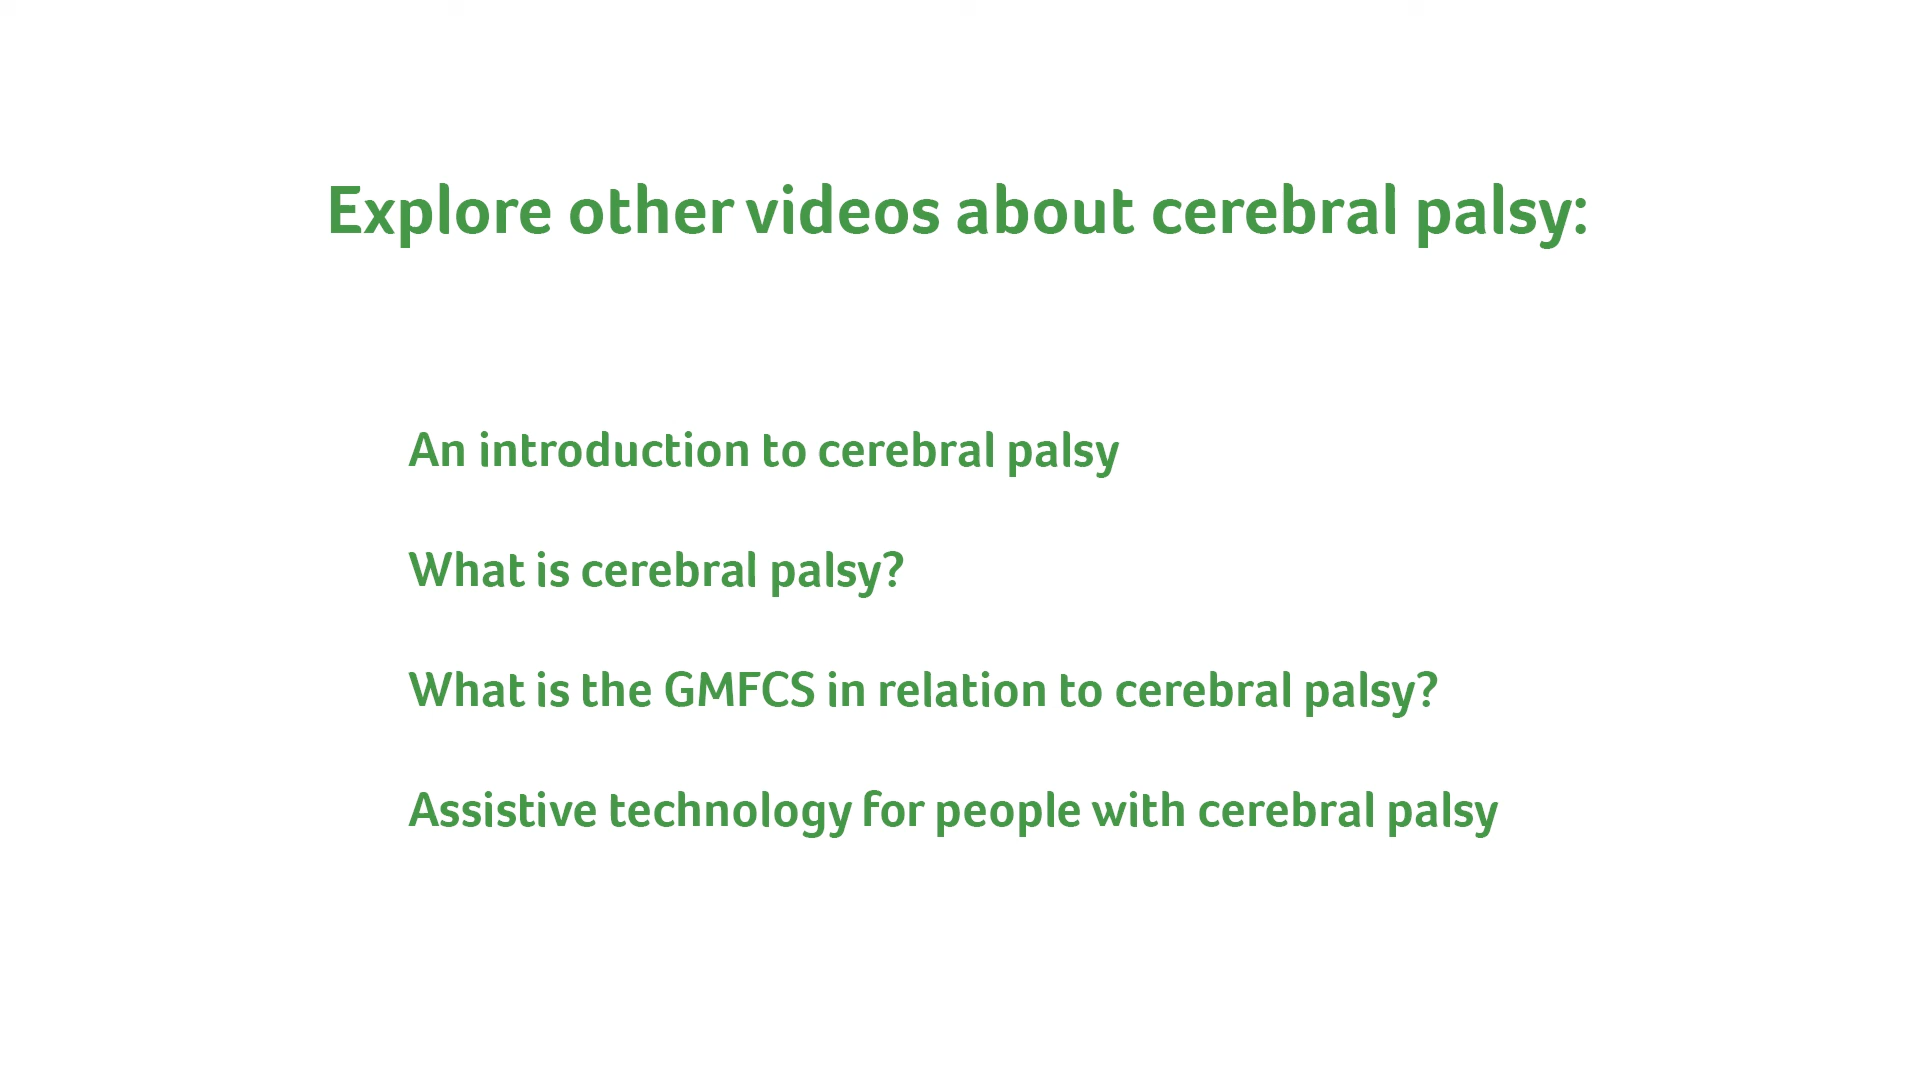 Explore other videos about cerebral palsy:
An introduction to cerebral palsy
What is cerebral palsy?
What is the GMFCS in relation to cerebral palsy?
Assistive technology for people with cerebral palsy